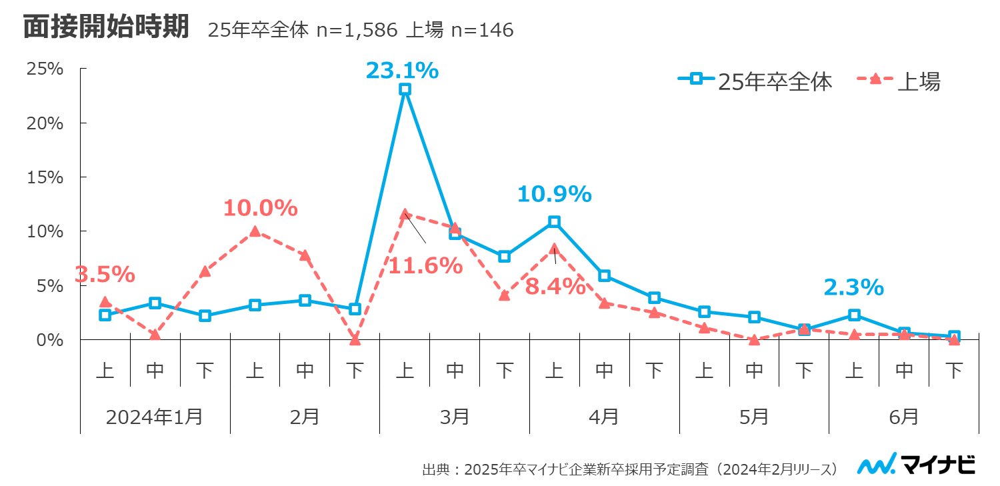 面接開始時期 25年卒全体 n=1,586 上場 n=146
25%
20%
15%
10%
5%
0%
25年卒全体 上場
23.1%
10.9%
10.0%
11.6%
3.5%
8.4%
2.3%
上 中 下 上 中 下 上 中 下 上 中 下 上 中 下 上 中 下
2024年1月 2月 3月 4月 5月 6月
出典：2025年卒マイナビ企業新卒採用予定調査（2024年2月リリース） マイナビ